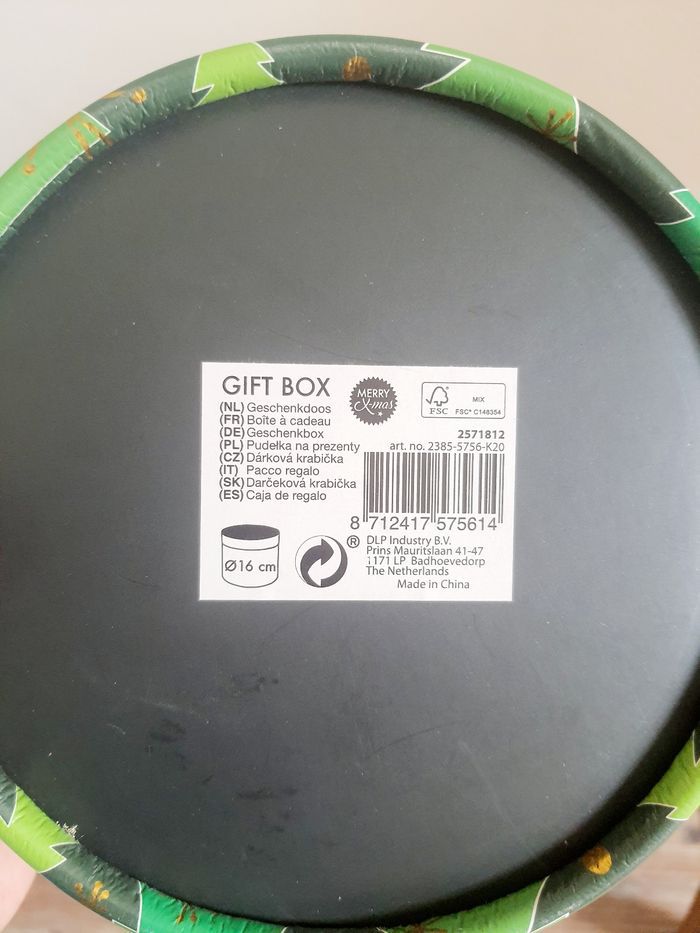 GIFT BOX
(NL) Geschenkdoos
(FR) Boîte à cadeau
(DE) Geschenkbox
(PL) Pudełka na prezenty
(CZ) Dárková krabička
(IT) Pacco regalo
(SK) Darčeková krabička
(ES) Caja de regalo
MERRY
X-mas
FSC
MIX
FSC® C148354
2571812
art. no. 2385-5756-K20
8 712417 575614
Ø16 cm
®
DLP Industry B.V.
Prins Mauritslaan 41-47
1171 LP Badhoevedorp
The Netherlands
Made in China